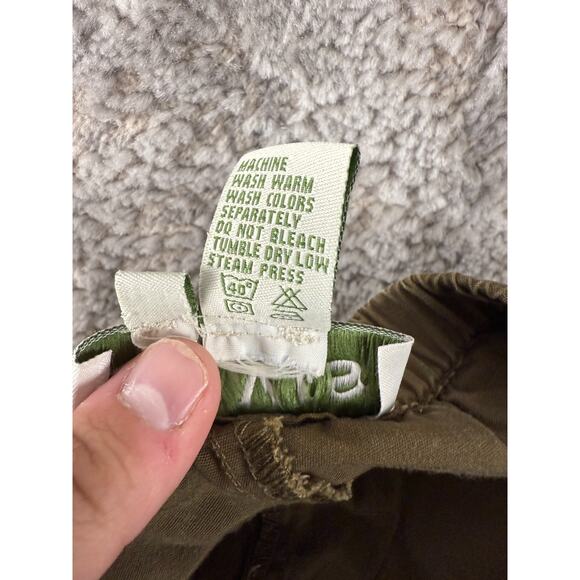 MACHINE
WASH WARM
WASH COLORS
SEPARATELY
DO NOT BLEACH
TUMBLE DRY LOW
STEAM PRESS
40°